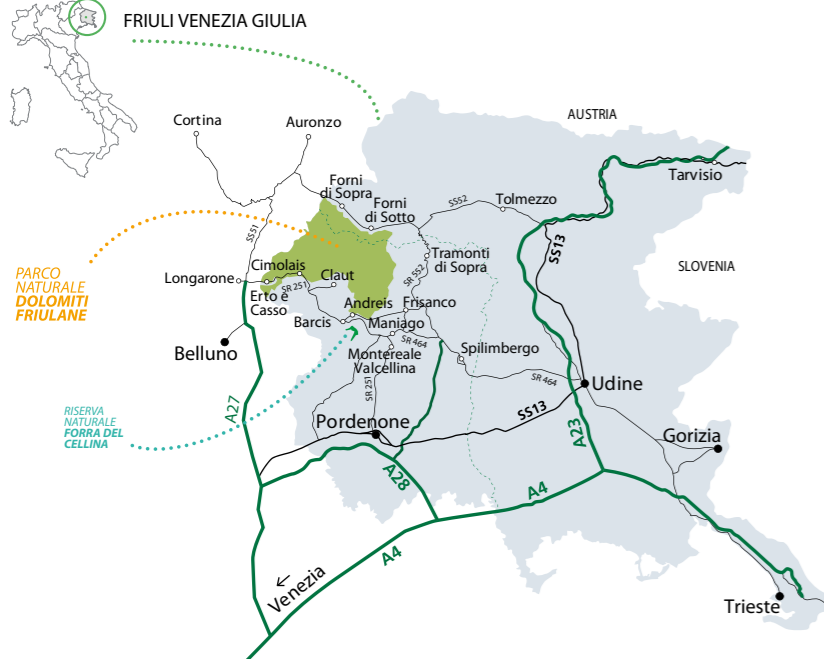 FRIULI VENEZIA GIULIA
AUSTRIA
Cortina
Auronzo
Tarvisio
Forni
di Sopra
Forni
di Sotto
SS52
Tolmezzo
SS51
SS13
Tramonti
di Sopra
SLOVENIA
PARCO
NATURALE
DOLOMITI
FRIULANE
Longarone
Cimolais
Claut
SR 251
SR 552
Erto e
Casso
Andreis
Frisanco
Barcis
Maniago
SR 464
Belluno
Montereale
Valcellina
Spilimbergo
SR 464
Udine
SR 251
A27
RISERVA
NATURALE
FORRA DEL
CELLINA
Pordenone
SS13
A23
Gorizia
A28
A4
A4
Venezia
Trieste